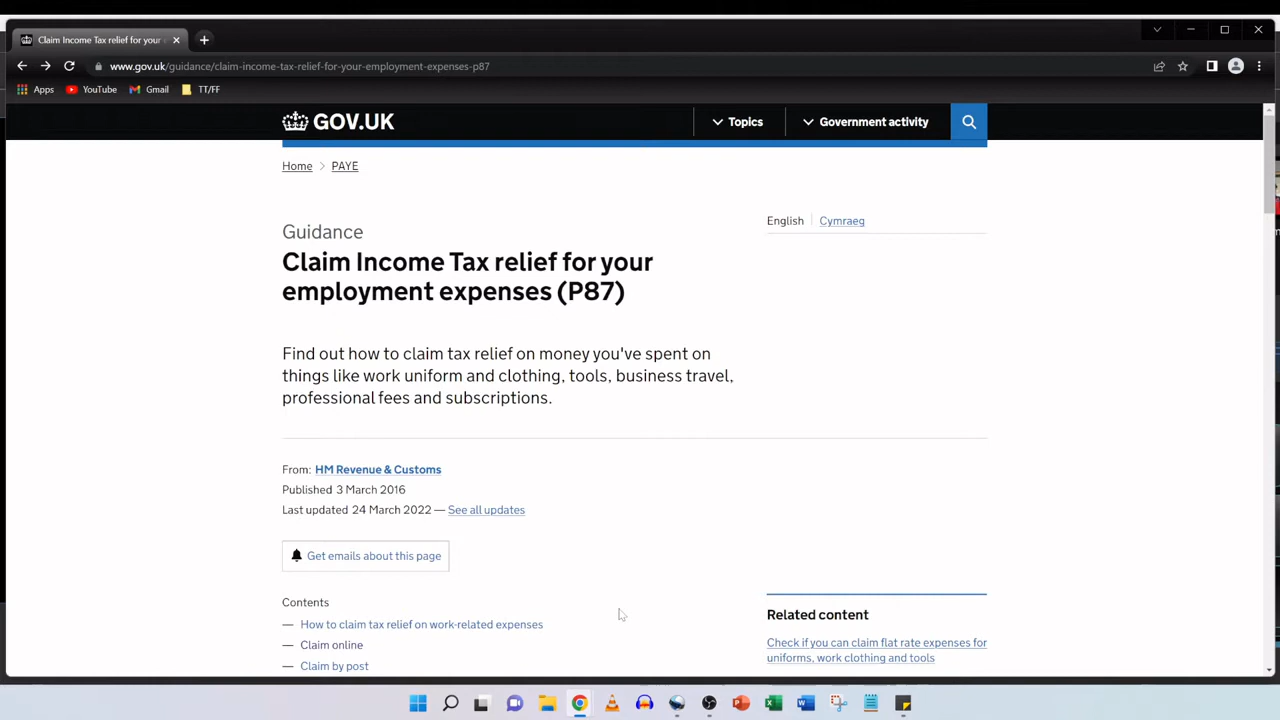 Claim Income Tax relief for your
www.gov.uk/guidance/claim-income-tax-relief-for-your-employment-expenses-p87
Apps YouTube Gmail TT/FF
GOV.UK Topics Government activity
Home PAYE
English Cymraeg
Guidance
Claim Income Tax relief for your
employment expenses (P87)
Find out how to claim tax relief on money you've spent on
things like work uniform and clothing, tools, business travel,
professional fees and subscriptions.
From: HM Revenue & Customs
Published 3 March 2016
Last updated 24 March 2022 — See all updates
Get emails about this page
Contents
— How to claim tax relief on work-related expenses
— Claim online
— Claim by post
Related content
Check if you can claim flat rate expenses for
uniforms, work clothing and tools